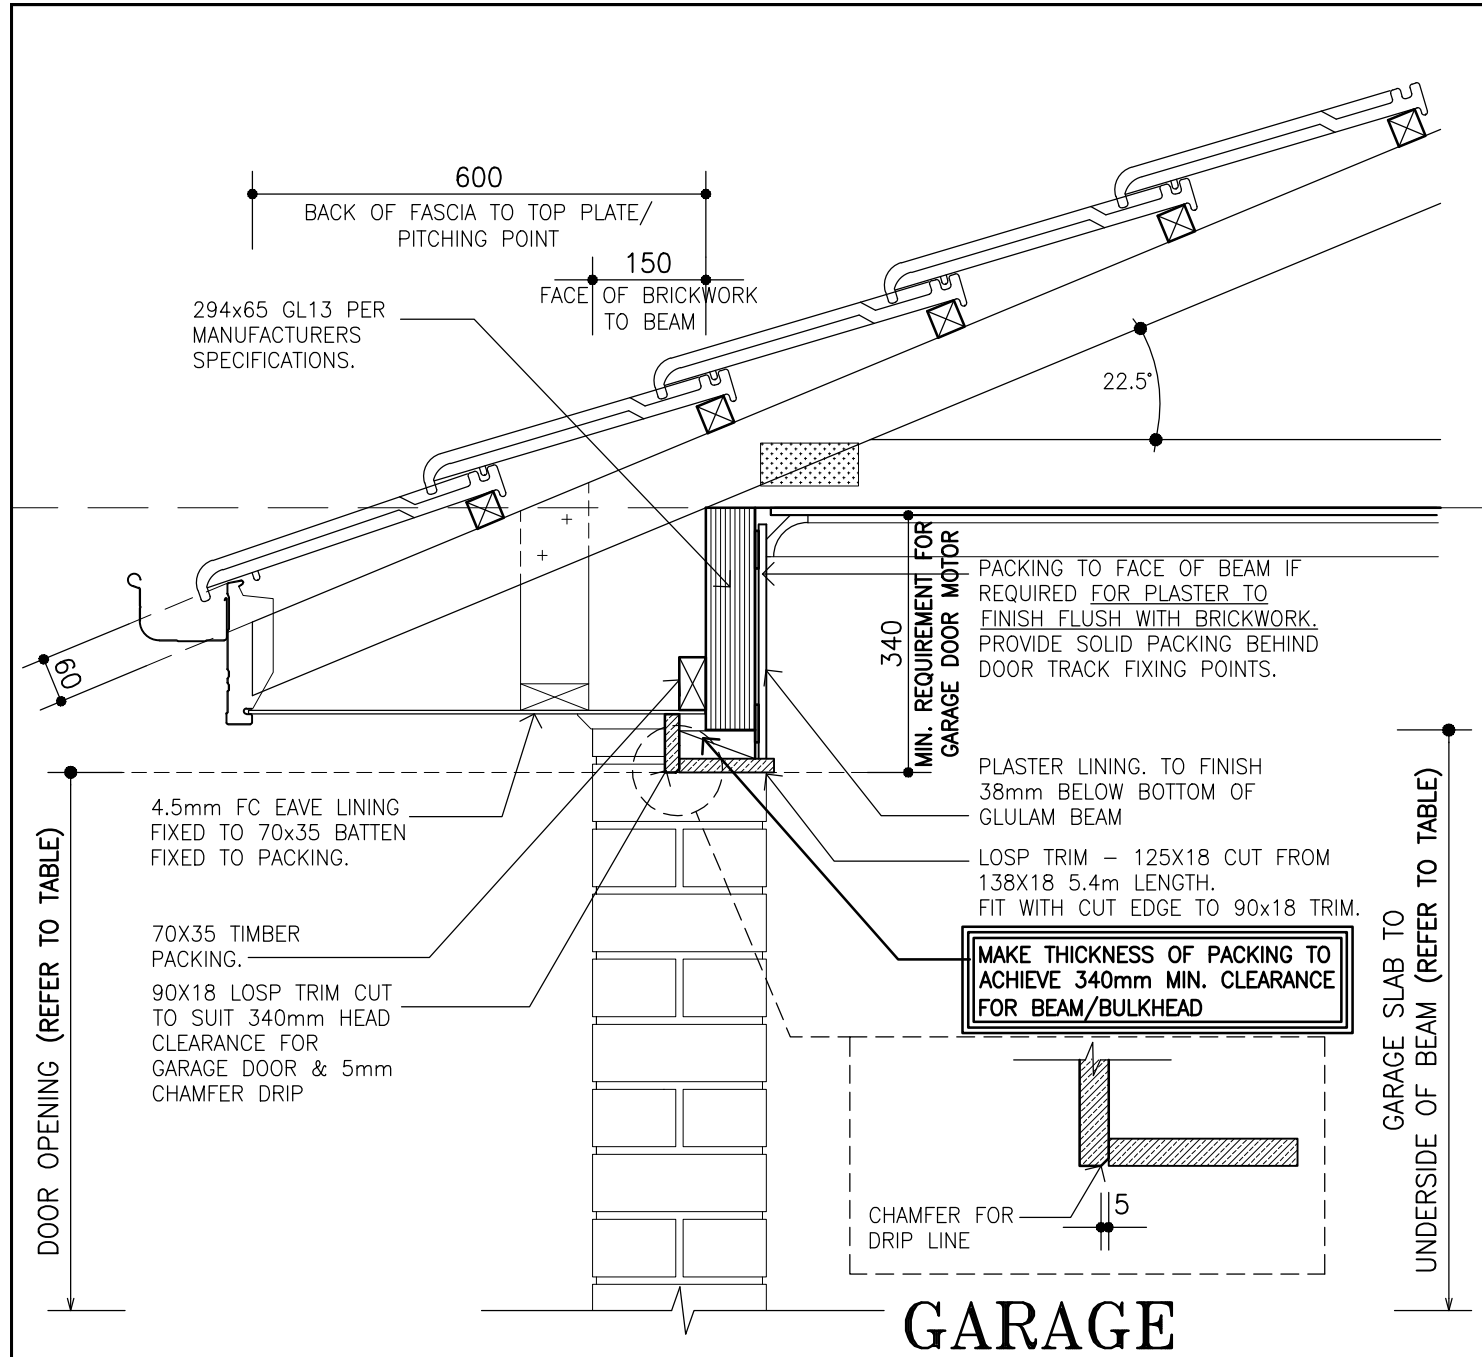 600
BACK OF FASCIA TO TOP PLATE/
PITCHING POINT
150
FACE OF BRICKWORK
TO BEAM
294x65 GL13 PER
MANUFACTURERS
SPECIFICATIONS.
22.5°
60
340
MIN. REQUIREMENT FOR
GARAGE DOOR MOTOR
PACKING TO FACE OF BEAM IF
REQUIRED FOR PLASTER TO
FINISH FLUSH WITH BRICKWORK.
PROVIDE SOLID PACKING BEHIND
DOOR TRACK FIXING POINTS.
PLASTER LINING. TO FINISH
38mm BELOW BOTTOM OF
GLULAM BEAM
4.5mm FC EAVE LINING
FIXED TO 70x35 BATTEN
FIXED TO PACKING.
LOSP TRIM – 125X18 CUT FROM
138X18 5.4m LENGTH.
FIT WITH CUT EDGE TO 90x18 TRIM.
70X35 TIMBER
PACKING.
MAKE THICKNESS OF PACKING TO
ACHIEVE 340mm MIN. CLEARANCE
FOR BEAM/BULKHEAD
90X18 LOSP TRIM CUT
TO SUIT 340mm HEAD
CLEARANCE FOR
GARAGE DOOR & 5mm
CHAMFER DRIP
DOOR OPENING (REFER TO TABLE)
GARAGE SLAB TO
UNDERSIDE OF BEAM (REFER TO TABLE)
5
CHAMFER FOR
DRIP LINE
GARAGE